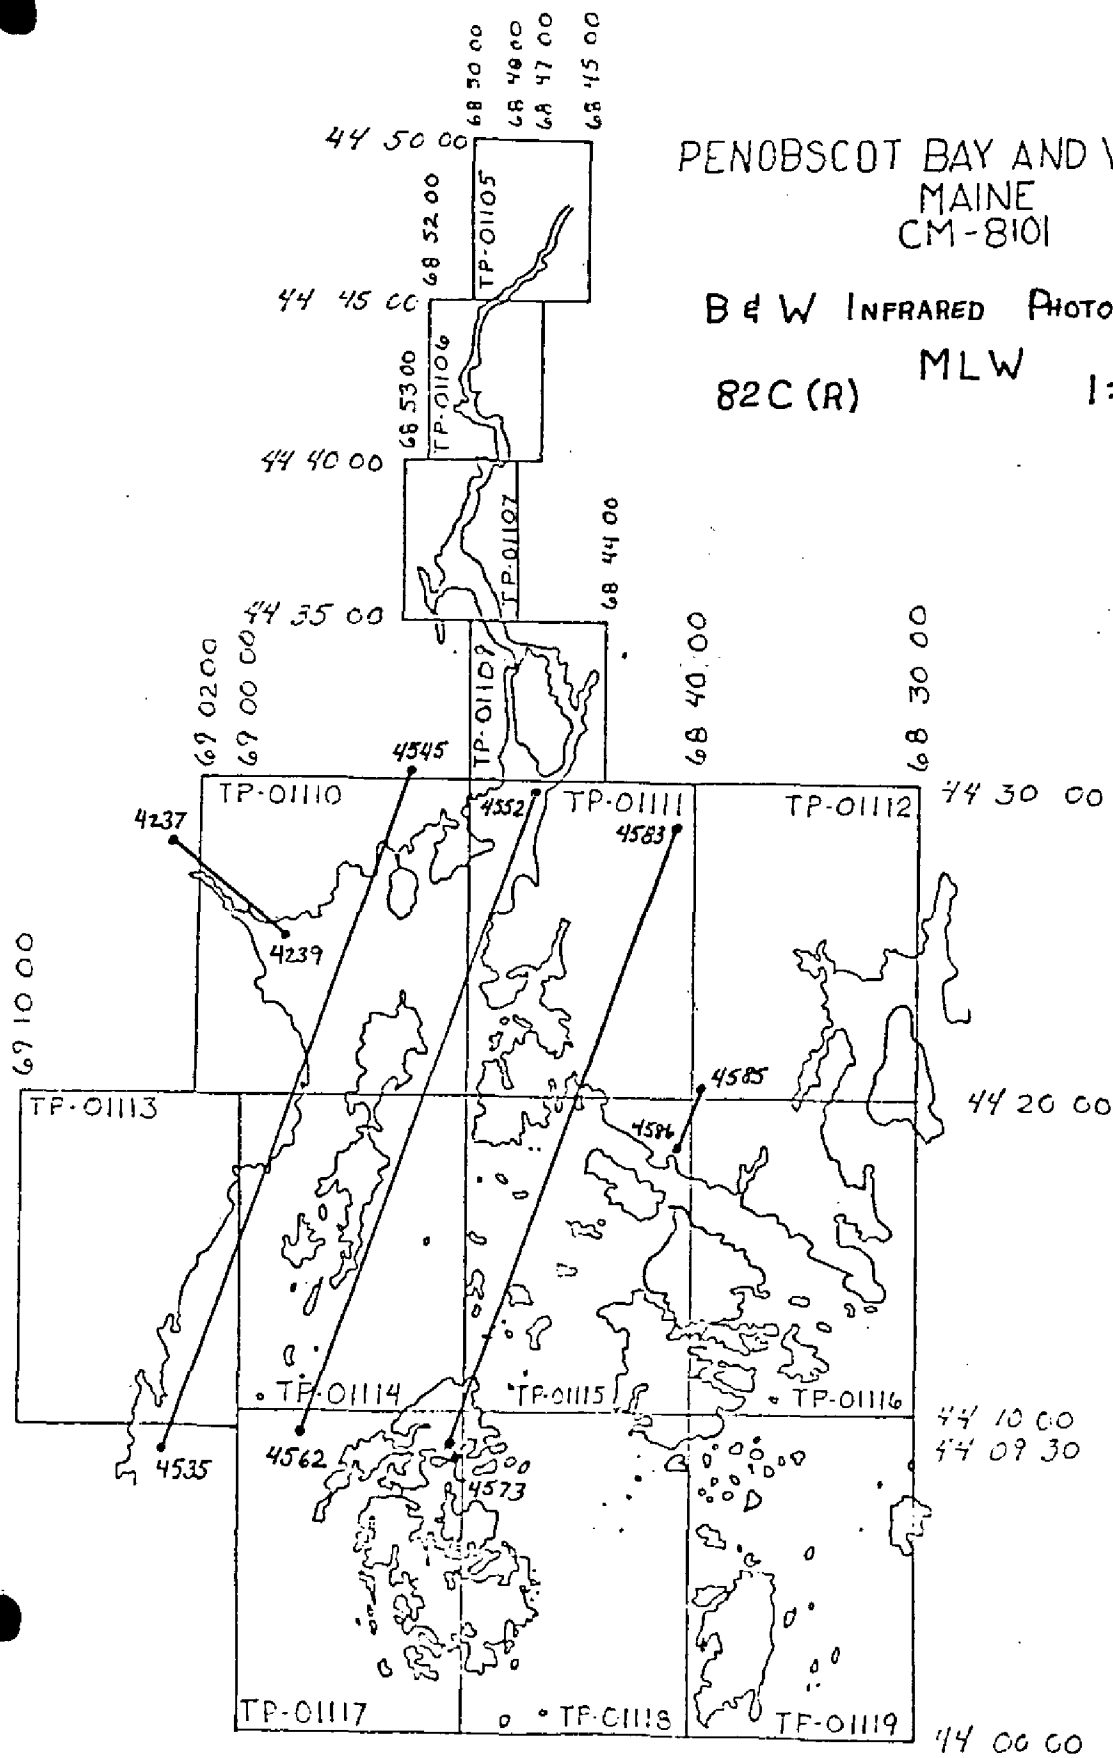 68 50 00
68 48 00
68 47 00
68 45 00
44 50 00
PENOBSCOT BAY AND
MAINE
CM-8101
TP-01105
68 52 00
44 45 00
B & W INFRARED PHOTO
MLW
82C (R)
1:
TP-01106
68 53 00
44 40 00
TP-01107
68 44 00
44 35 00
TP-01109
69 02 00
69 00 00
68 40 00
68 30 00
4545
TP-01110
4552
TP-01111
TP-01112
44 30 00
4237
4583
4239
69 10 00
4585
TP-01113
44 20 00
4586
TP-01114
TP-01115
TP-01116
44 10 00
44 09 30
4535
4562
4573
TP-01117
TP-01118
TP-01119
44 00 00